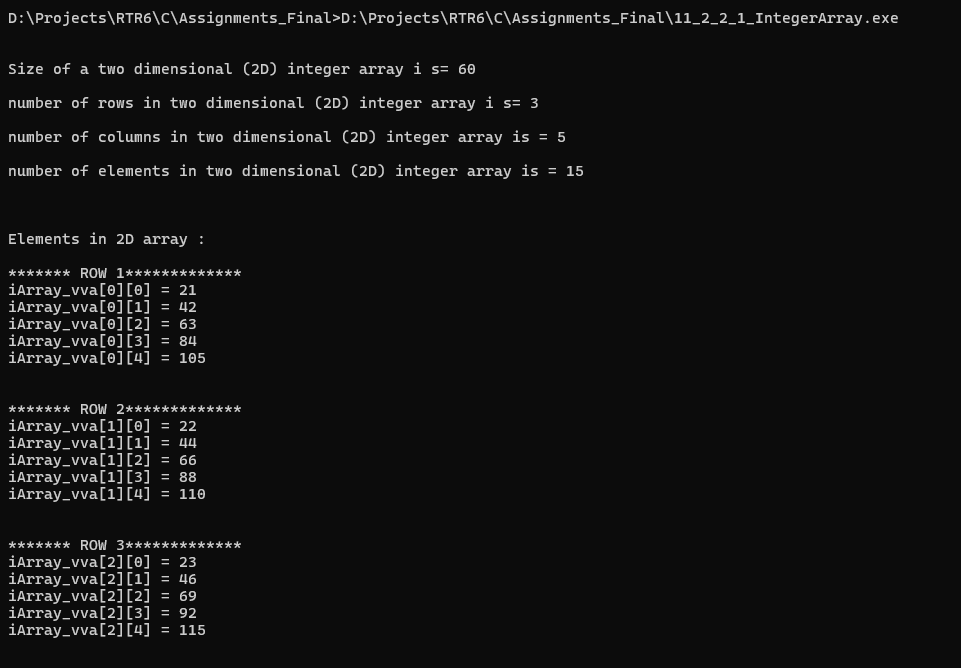 D:\Projects\RTR6\C\Assignments_Final>D:\Projects\RTR6\C\Assignments_Final\11_2_2_1_IntegerArray.exe
Size of a two dimensional (2D) integer array i s= 60
number of rows in two dimensional (2D) integer array i s= 3
number of columns in two dimensional (2D) integer array is = 5
number of elements in two dimensional (2D) integer array is = 15
Elements in 2D array :
******* ROW 1*************
iArray_vva[0][0] = 21
iArray_vva[0][1] = 42
iArray_vva[0][2] = 63
iArray_vva[0][3] = 84
iArray_vva[0][4] = 105
******* ROW 2*************
iArray_vva[1][0] = 22
iArray_vva[1][1] = 44
iArray_vva[1][2] = 66
iArray_vva[1][3] = 88
iArray_vva[1][4] = 110
******* ROW 3*************
iArray_vva[2][0] = 23
iArray_vva[2][1] = 46
iArray_vva[2][2] = 69
iArray_vva[2][3] = 92
iArray_vva[2][4] = 115